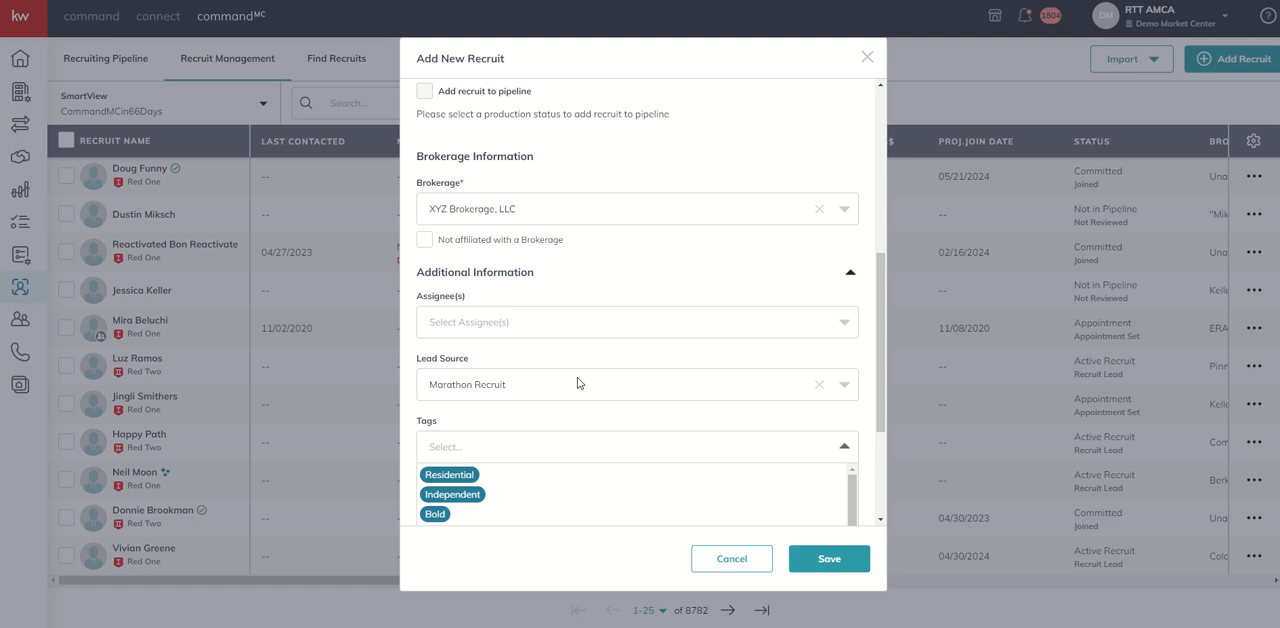 kw command connect commandMC 1804 DM RTT AMCA
Demo Market Center
Recruiting Pipeline Recruit Management Find Recruits Import Add Recruit
SmartView
CommandMCin66Days
Search...
RECRUIT NAME LAST CONTACTED $ PROJ.JOIN DATE STATUS BRO
Doug Funny
Red One
05/21/2024 Committed
Joined
Una
Dustin Miksch -- -- Not in Pipeline
Not Reviewed
"Mik
Reactivated Bon Reactivate
Red One
04/27/2023 02/16/2024 Committed
Joined
Una
Jessica Keller -- -- Not in Pipeline
Not Reviewed
Kelle
Mira Beluchi
Red One
11/02/2020 11/08/2020 Appointment
Appointment Set
ERA
Luz Ramos
Red Two
-- -- Active Recruit
Recruit Lead
Pinn
Jingli Smithers
Red One
-- -- Appointment
Appointment Set
Kelle
Happy Path
Red Two
-- -- Active Recruit
Recruit Lead
Com
Neil Moon
Red One
-- -- Active Recruit
Recruit Lead
Berk
Donnie Brookman
Red Two
-- 04/30/2023 Committed
Joined
Una
Vivian Greene
Red One
-- 04/30/2024 Active Recruit
Recruit Lead
Colc
1-25 of 8782
Add New Recruit
Add recruit to pipeline
Please select a production status to add recruit to pipeline
Brokerage Information
Brokerage*
XYZ Brokerage, LLC
Not affiliated with a Brokerage
Additional Information
Assignee(s)
Select Assignee(s)
Lead Source
Marathon Recruit
Tags
Select...
Residential
Independent
Bold
Cancel Save